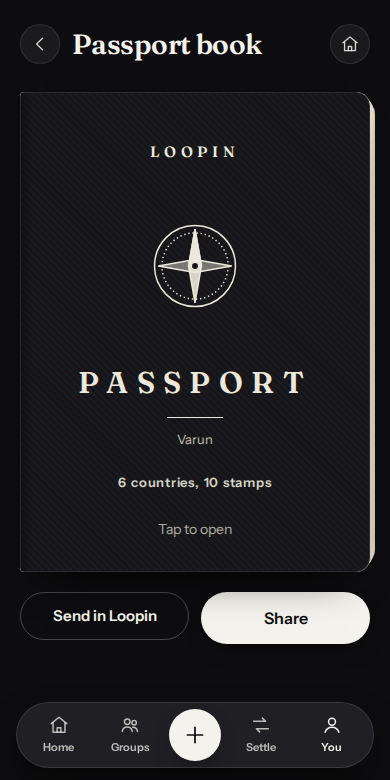 Passport book
LOOPIN
PASSPORT
Varun
6 countries, 10 stamps
Tap to open
Send in Loopin
Share
Home
Groups
Settle
You